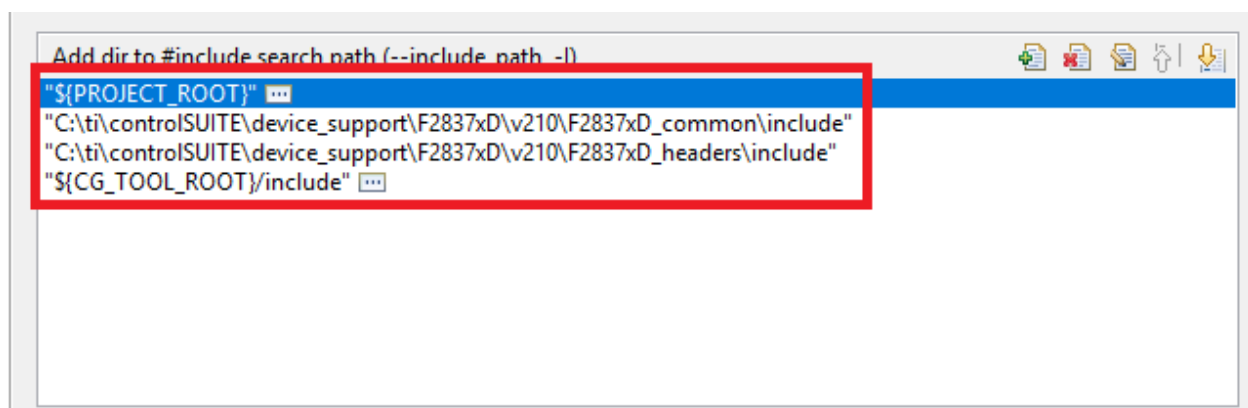 Add dir to #include search path (--include_path, -I)
"${PROJECT_ROOT}"
"C:\ti\controlSUITE\device_support\F2837xD\v210\F2837xD_common\include"
"C:\ti\controlSUITE\device_support\F2837xD\v210\F2837xD_headers\include"
"${CG_TOOL_ROOT}/include"